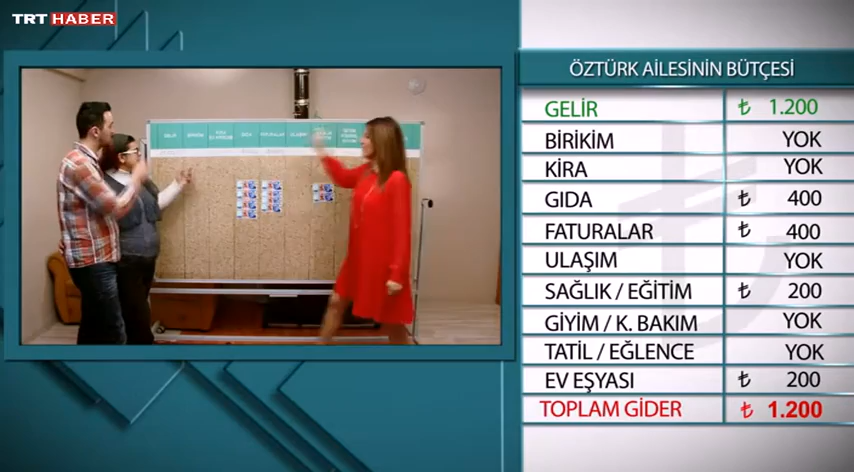 TRT HABER
ÖZTÜRK AİLESİNİN BÜTÇESİ
GELİR ₺ 1.200
BİRİKİM YOK
KİRA YOK
GIDA ₺ 400
FATURALAR ₺ 400
ULAŞIM YOK
SAĞLIK / EĞİTİM ₺ 200
GİYİM / K. BAKIM YOK
TATİL / EĞLENCE YOK
EV EŞYASI ₺ 200
TOPLAM GİDER ₺ 1.200
GELİR BİRİKİM GIDA FATURALAR ULAŞIM